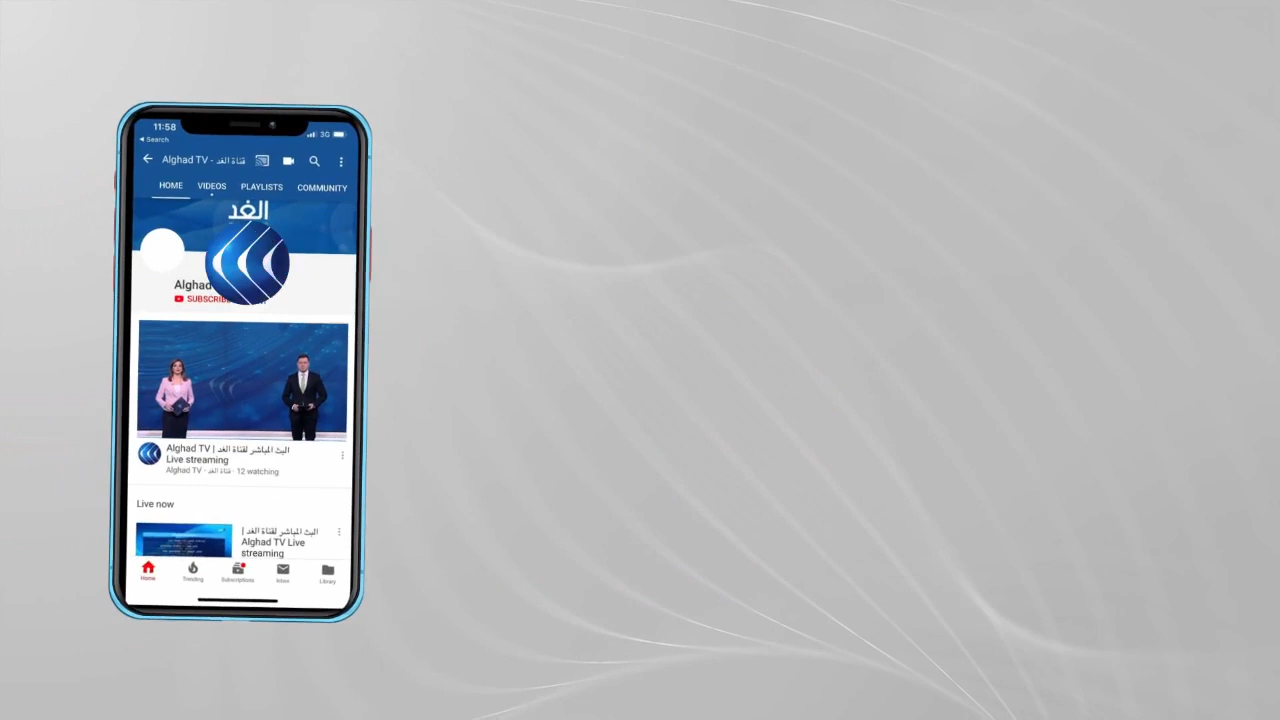 11:58
3G
Search
Alghad TV - قناة الغد
HOME VIDEOS PLAYLISTS COMMUNITY
الغد
Alghad
SUBSCRIBE
Alghad TV | البث المباشر لقناة الغد
Live streaming
Alghad TV · قناة الغد · 12 watching
Live now
البث المباشر لقناة الغد |
Alghad TV Live
streaming
Home Trending Subscriptions Inbox Library